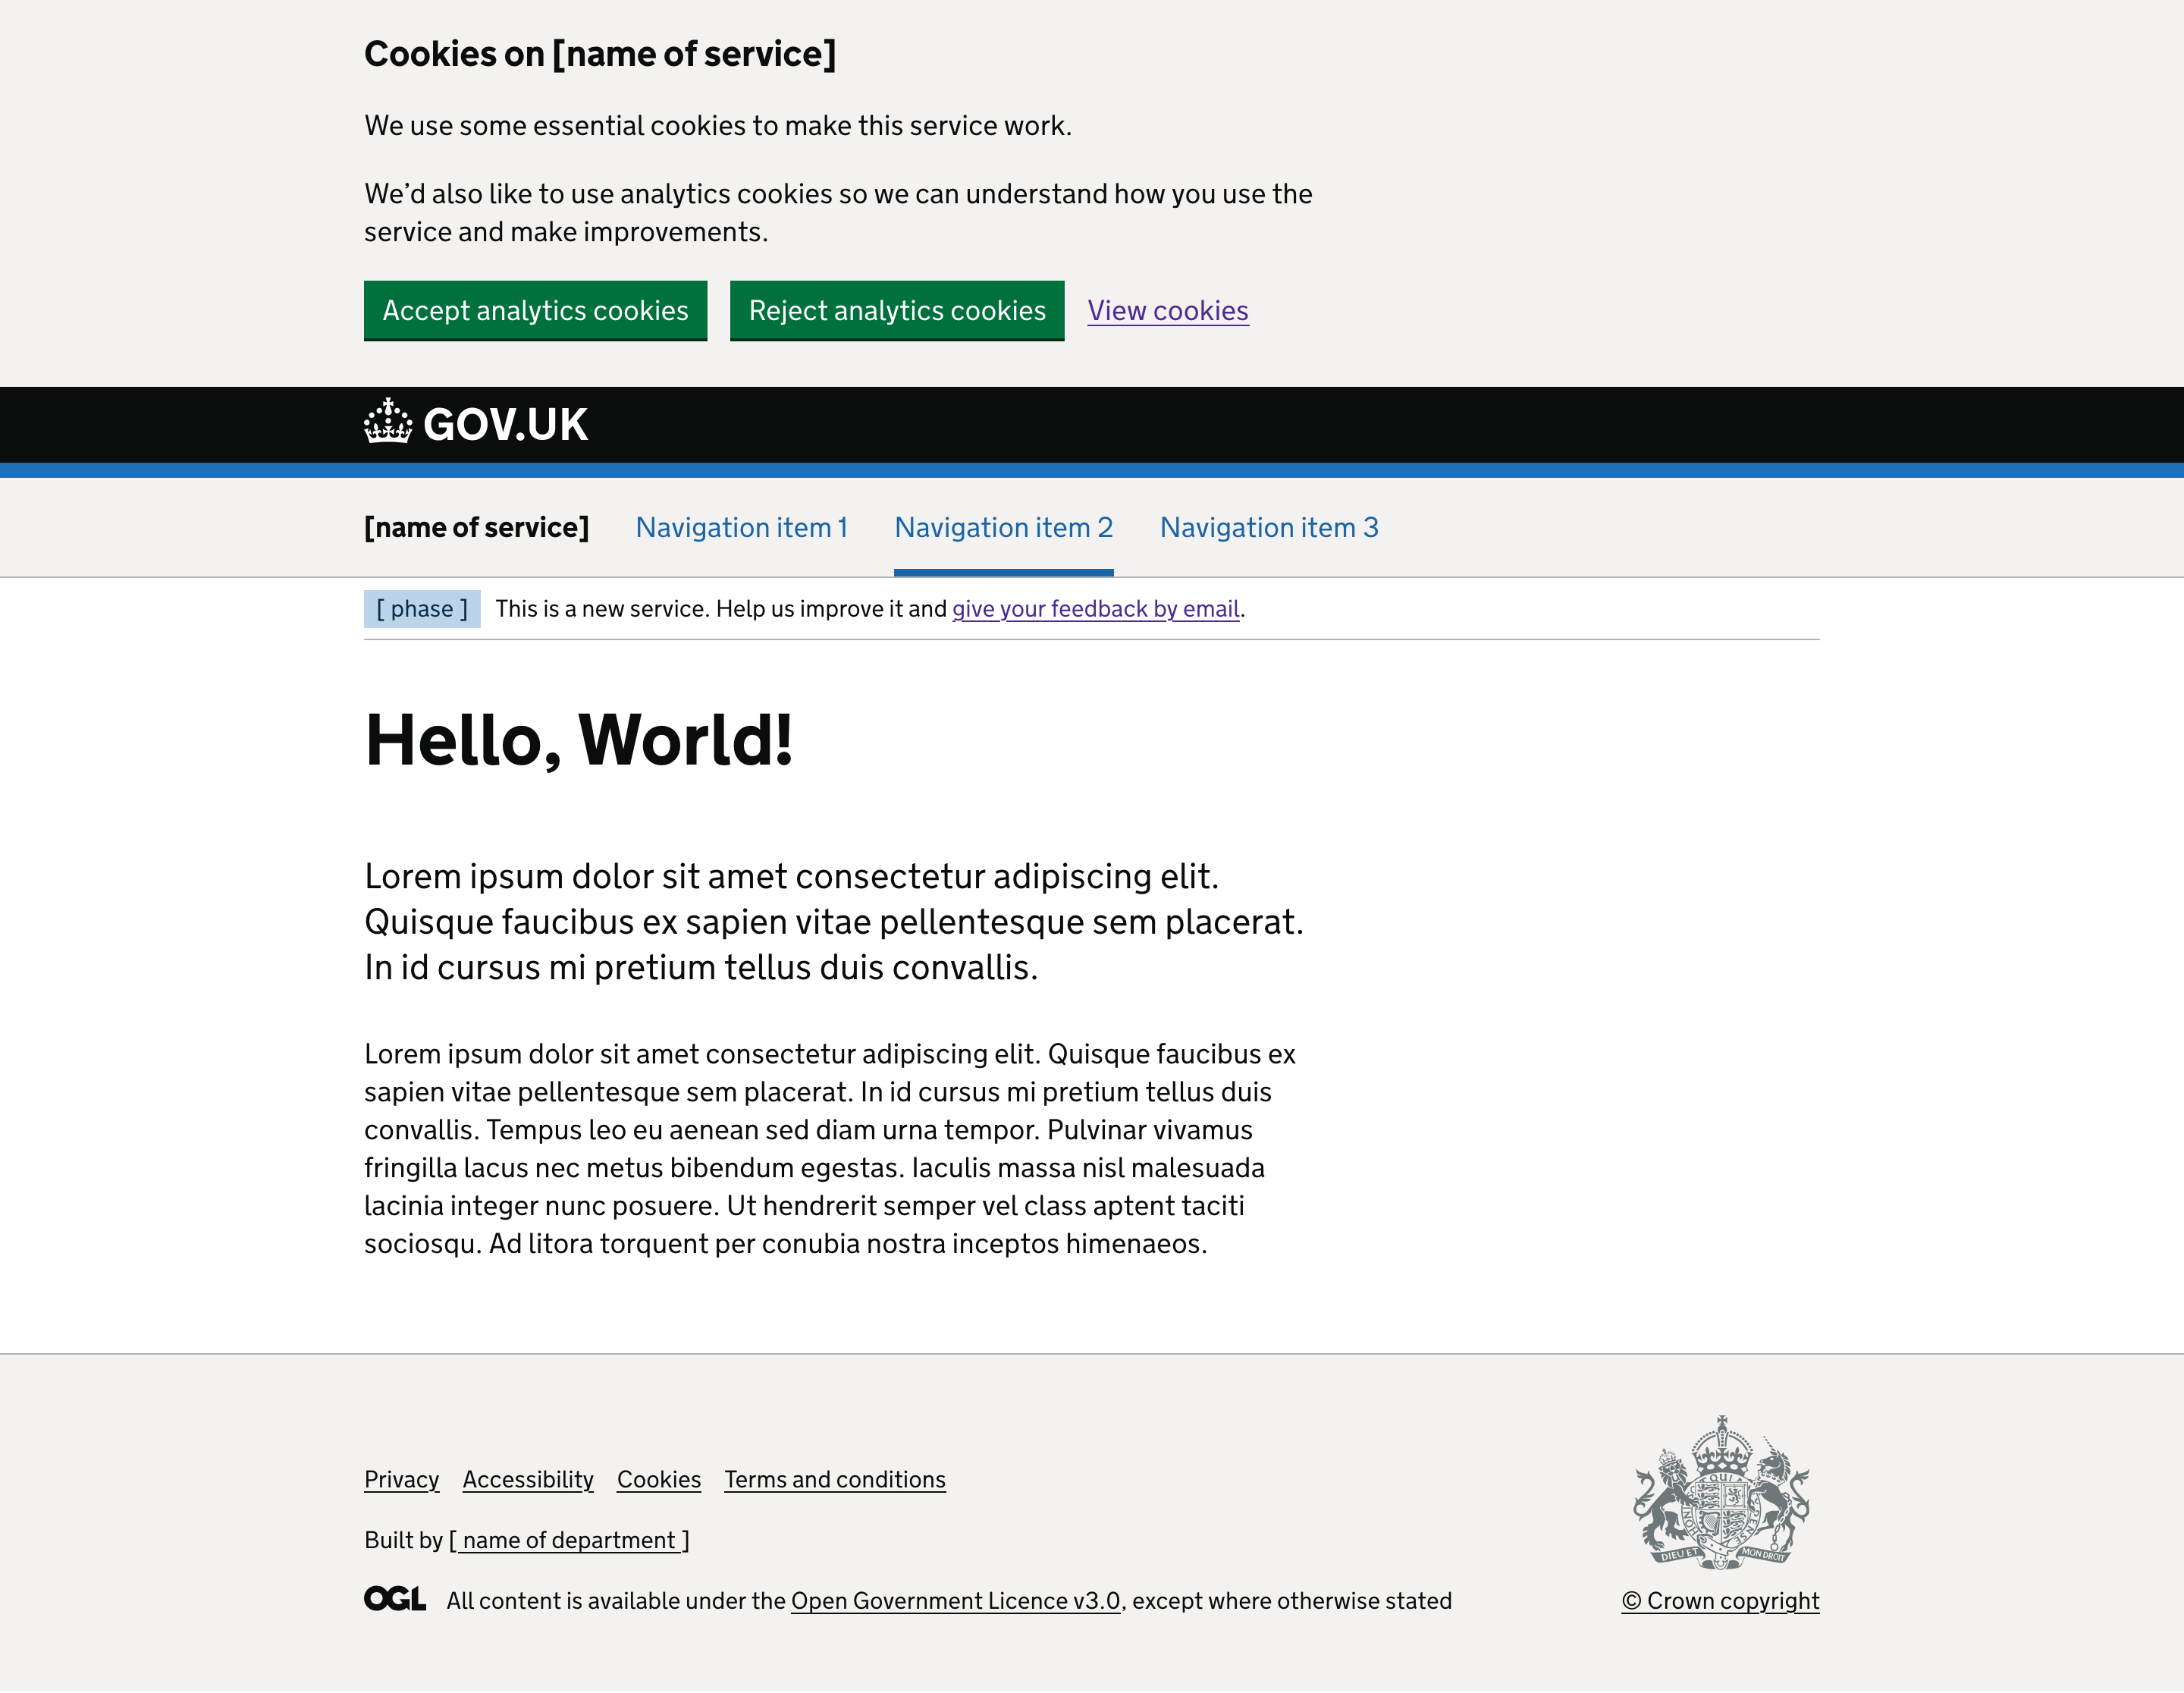 Cookies on [name of service]
We use some essential cookies to make this service work.
We’d also like to use analytics cookies so we can understand how you use the
service and make improvements.
Accept analytics cookies Reject analytics cookies View cookies
GOV.UK
[name of service] Navigation item 1 Navigation item 2 Navigation item 3
[ phase ] This is a new service. Help us improve it and give your feedback by email.
Hello, World!
Lorem ipsum dolor sit amet consectetur adipiscing elit.
Quisque faucibus ex sapien vitae pellentesque sem placerat.
In id cursus mi pretium tellus duis convallis.
Lorem ipsum dolor sit amet consectetur adipiscing elit. Quisque faucibus ex
sapien vitae pellentesque sem placerat. In id cursus mi pretium tellus duis
convallis. Tempus leo eu aenean sed diam urna tempor. Pulvinar vivamus
fringilla lacus nec metus bibendum egestas. Iaculis massa nisl malesuada
lacinia integer nunc posuere. Ut hendrerit semper vel class aptent taciti
sociosqu. Ad litora torquent per conubia nostra inceptos himenaeos.
Privacy Accessibility Cookies Terms and conditions
Built by [ name of department ]
OGL All content is available under the Open Government Licence v3.0, except where otherwise stated
HONI QUI PENSE
DIEU ET MON DROIT
© Crown copyright